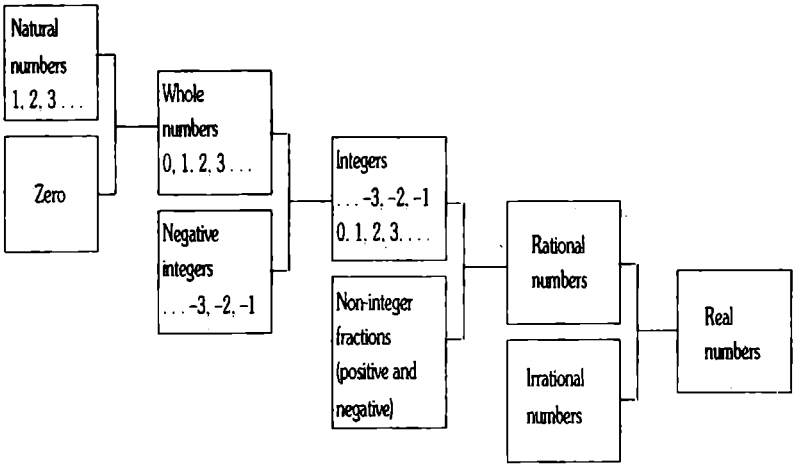 Natural
numbers
1, 2, 3 . . .
Zero
Whole
numbers
0, 1. 2, 3 . . .
Negative
integers
. . . –3, –2, –1
Integers
. . . –3, –2, –1
0. 1, 2, 3. . . .
Non-integer
fractions
(positive and
negative)
Rational
numbers
Irrational
numbers
Real
numbers